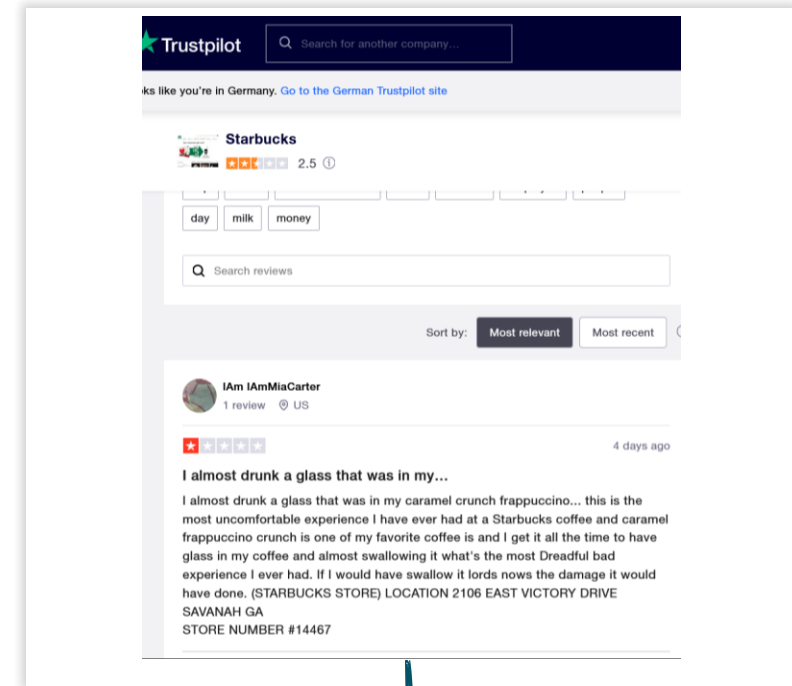 Trustpilot
Search for another company...
ks like you're in Germany. Go to the German Trustpilot site
Starbucks
2.5
day milk money
Search reviews
Sort by: Most relevant Most recent
IAm IAmMiaCarter
1 review US
4 days ago
I almost drunk a glass that was in my...
I almost drunk a glass that was in my caramel crunch frappuccino... this is the
most uncomfortable experience I have ever had at a Starbucks coffee and caramel
frappuccino crunch is one of my favorite coffee is and I get it all the time to have
glass in my coffee and almost swallowing it what's the most Dreadful bad
experience I ever had. If I would have swallow it lords nows the damage it would
have done. (STARBUCKS STORE) LOCATION 2106 EAST VICTORY DRIVE
SAVANAH GA
STORE NUMBER #14467